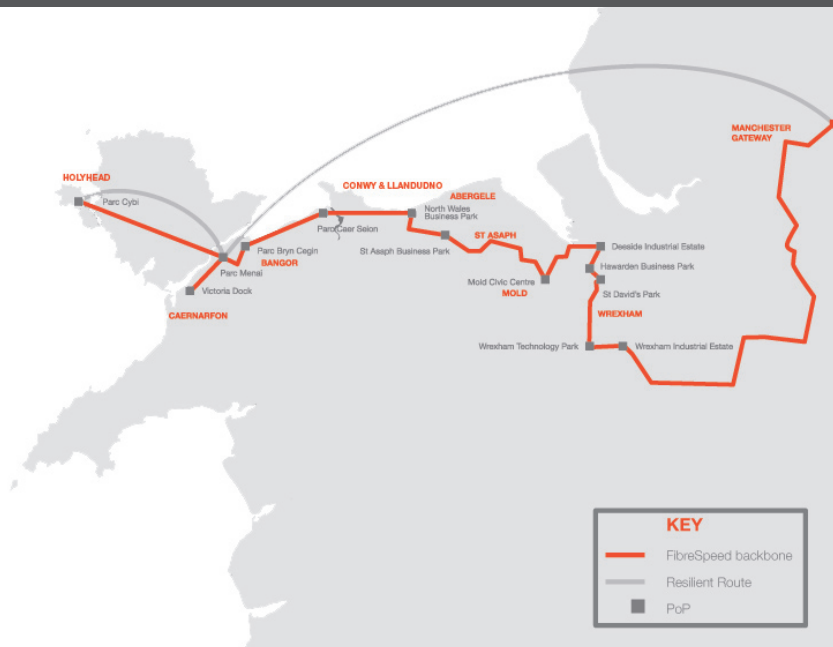 MANCHESTER
GATEWAY
HOLYHEAD
CONWY & LLANDUDNO
Parc Cybi
ABERGELE
North Wales
Business Park
Parc Caer Seion
ST ASAPH
Parc Bryn Cegin
St Asaph Business Park
Deeside Industrial Estate
BANGOR
Hawarden Business Park
Parc Menai
Mold Civic Centre
MOLD
St David's Park
Victoria Dock
CAERNARFON
WREXHAM
Wrexham Technology Park
Wrexham Industrial Estate
KEY
FibreSpeed backbone
Resilient Route
PoP